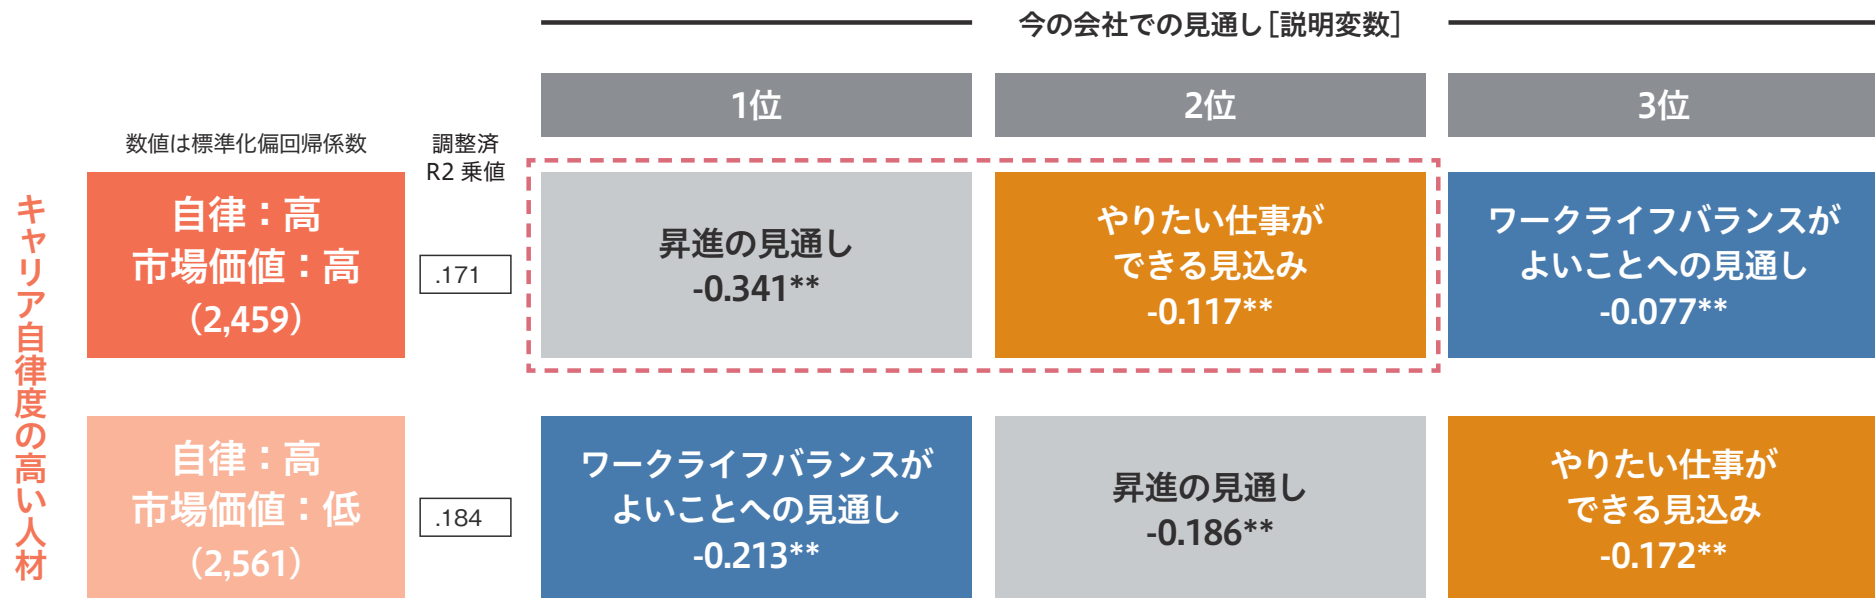 今の会社での見通し［説明変数］
1位
2位
3位
数値は標準化偏回帰係数
調整済
R2 乗値
キャリア自律度の高い人材
自律：高
市場価値：高
（2,459）
.171
昇進の見通し
-0.341**
やりたい仕事が
できる見込み
-0.117**
ワークライフバランスが
よいことへの見通し
-0.077**
自律：高
市場価値：低
（2,561）
.184
ワークライフバランスが
よいことへの見通し
-0.213**
昇進の見通し
-0.186**
やりたい仕事が
できる見込み
-0.172**